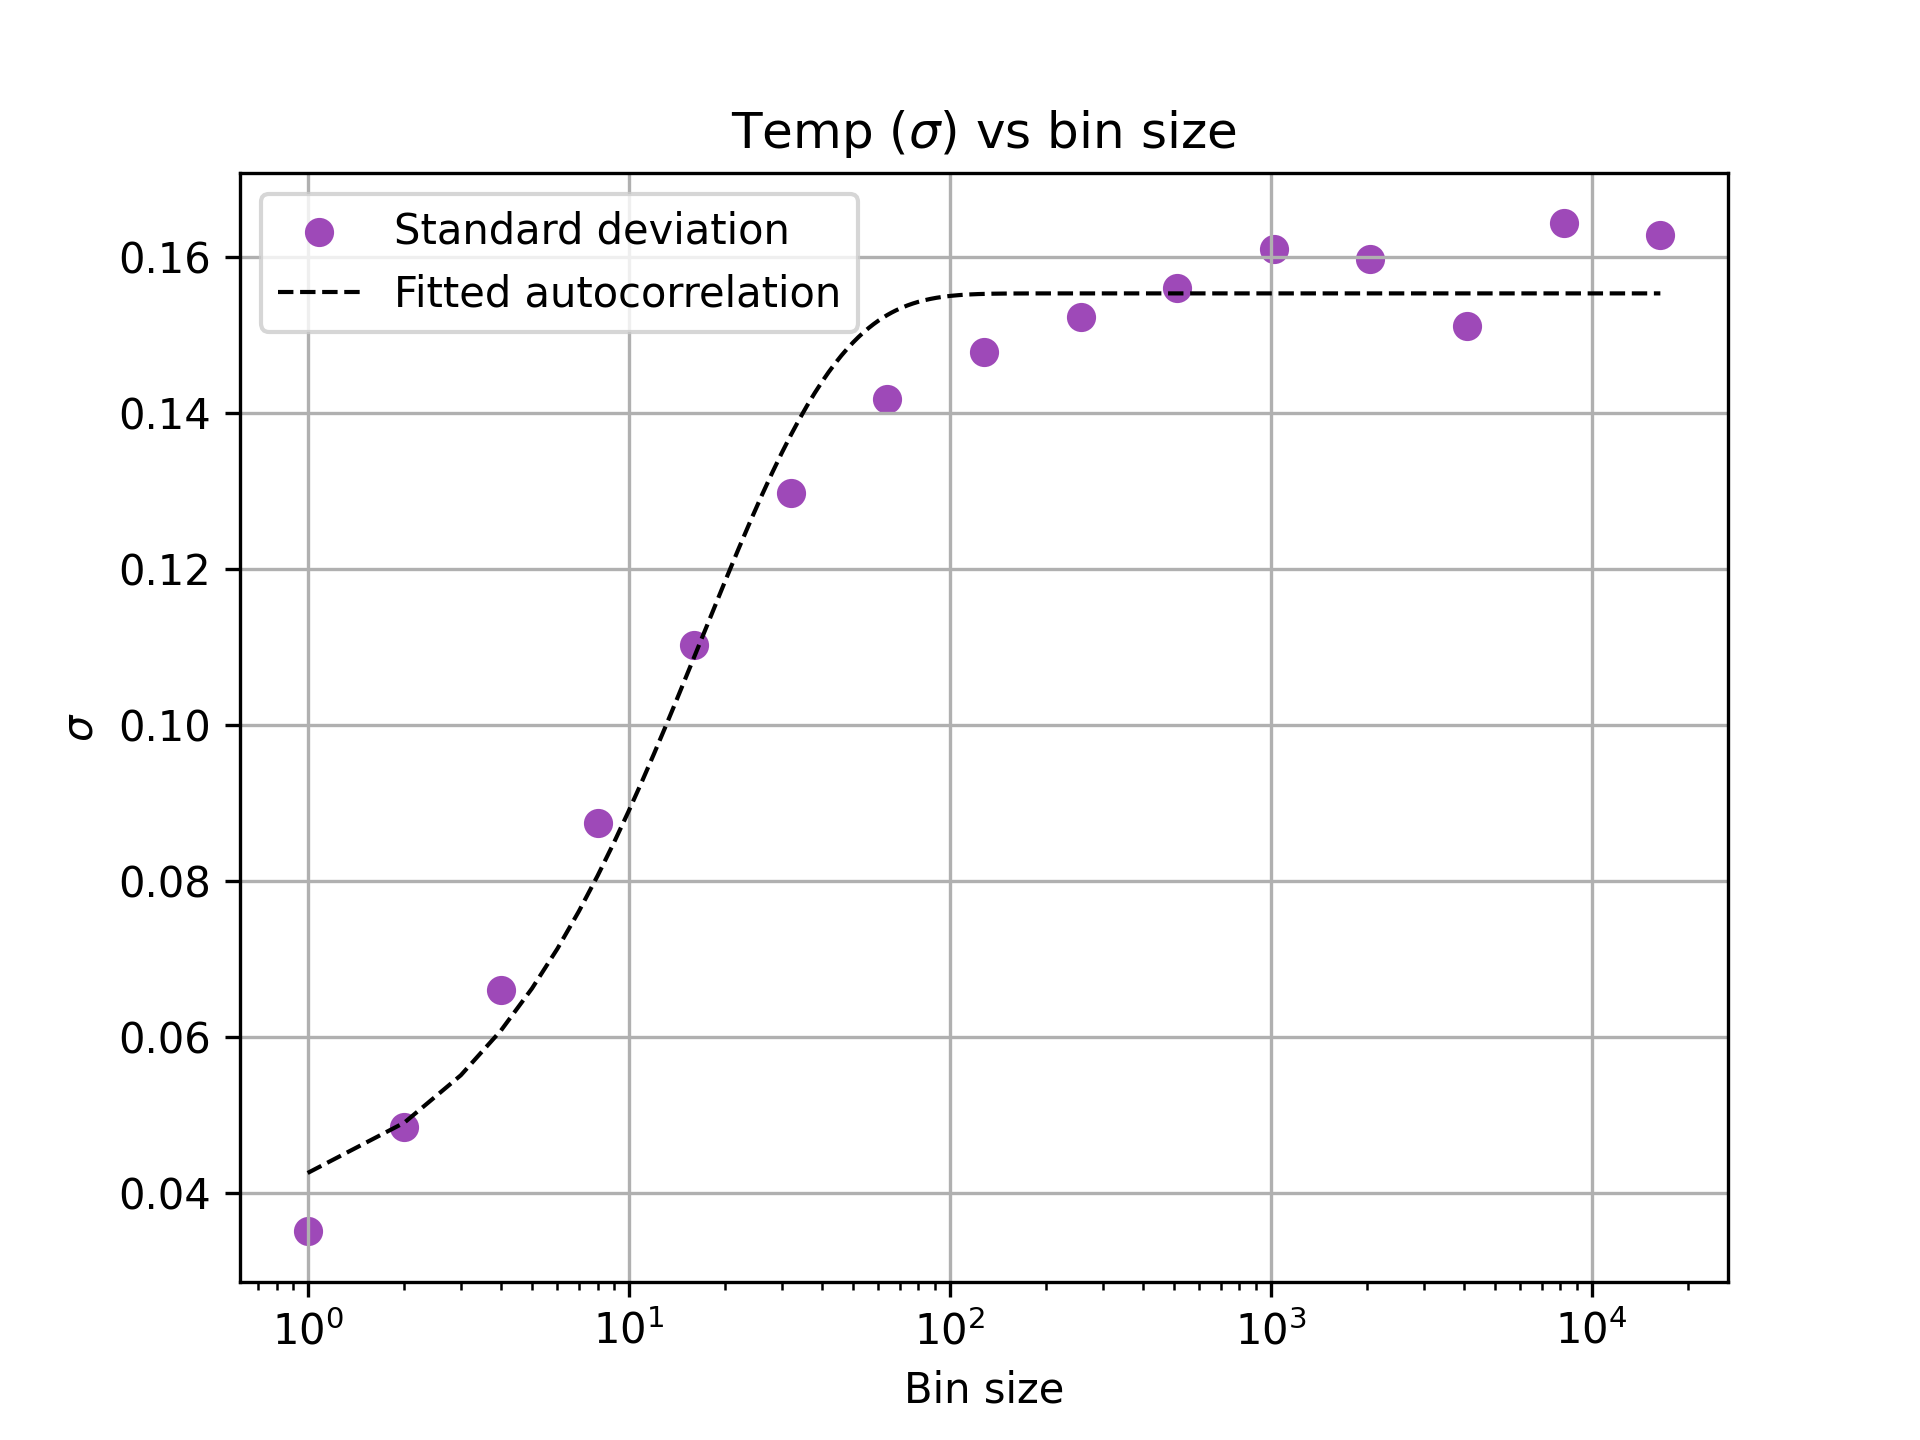 Temp (σ) vs bin size
Standard deviation
Fitted autocorrelation
0.16
0.14
0.12
0.10
0.08
0.06
0.04
σ
10⁰ 10¹ 10² 10³ 10⁴
Bin size